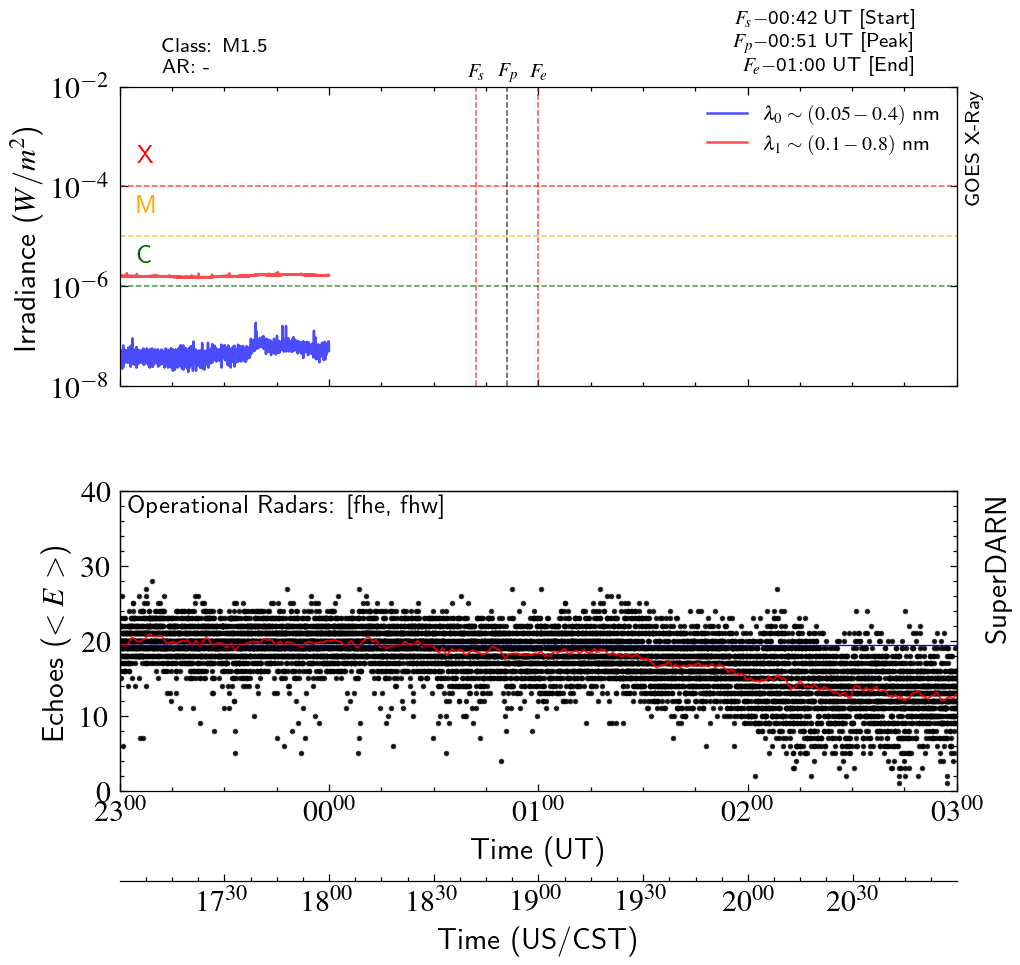 Class: M1.5
AR: -
F_s−00:42 UT [Start]
F_p−00:51 UT [Peak]
F_e−01:00 UT [End]
F_s F_p F_e
10^−2
10^−4
10^−6
10^−8
Irradiance (W/m^2)
X
M
C
λ_0 ∼ (0.05 − 0.4) nm
λ_1 ∼ (0.1 − 0.8) nm
GOES X-Ray
Operational Radars: [fhe, fhw]
40
30
20
10
0
Echoes (< E >)
SuperDARN
23^00 00^00 01^00 02^00 03^00
Time (UT)
17^30 18^00 18^30 19^00 19^30 20^00 20^30
Time (US/CST)